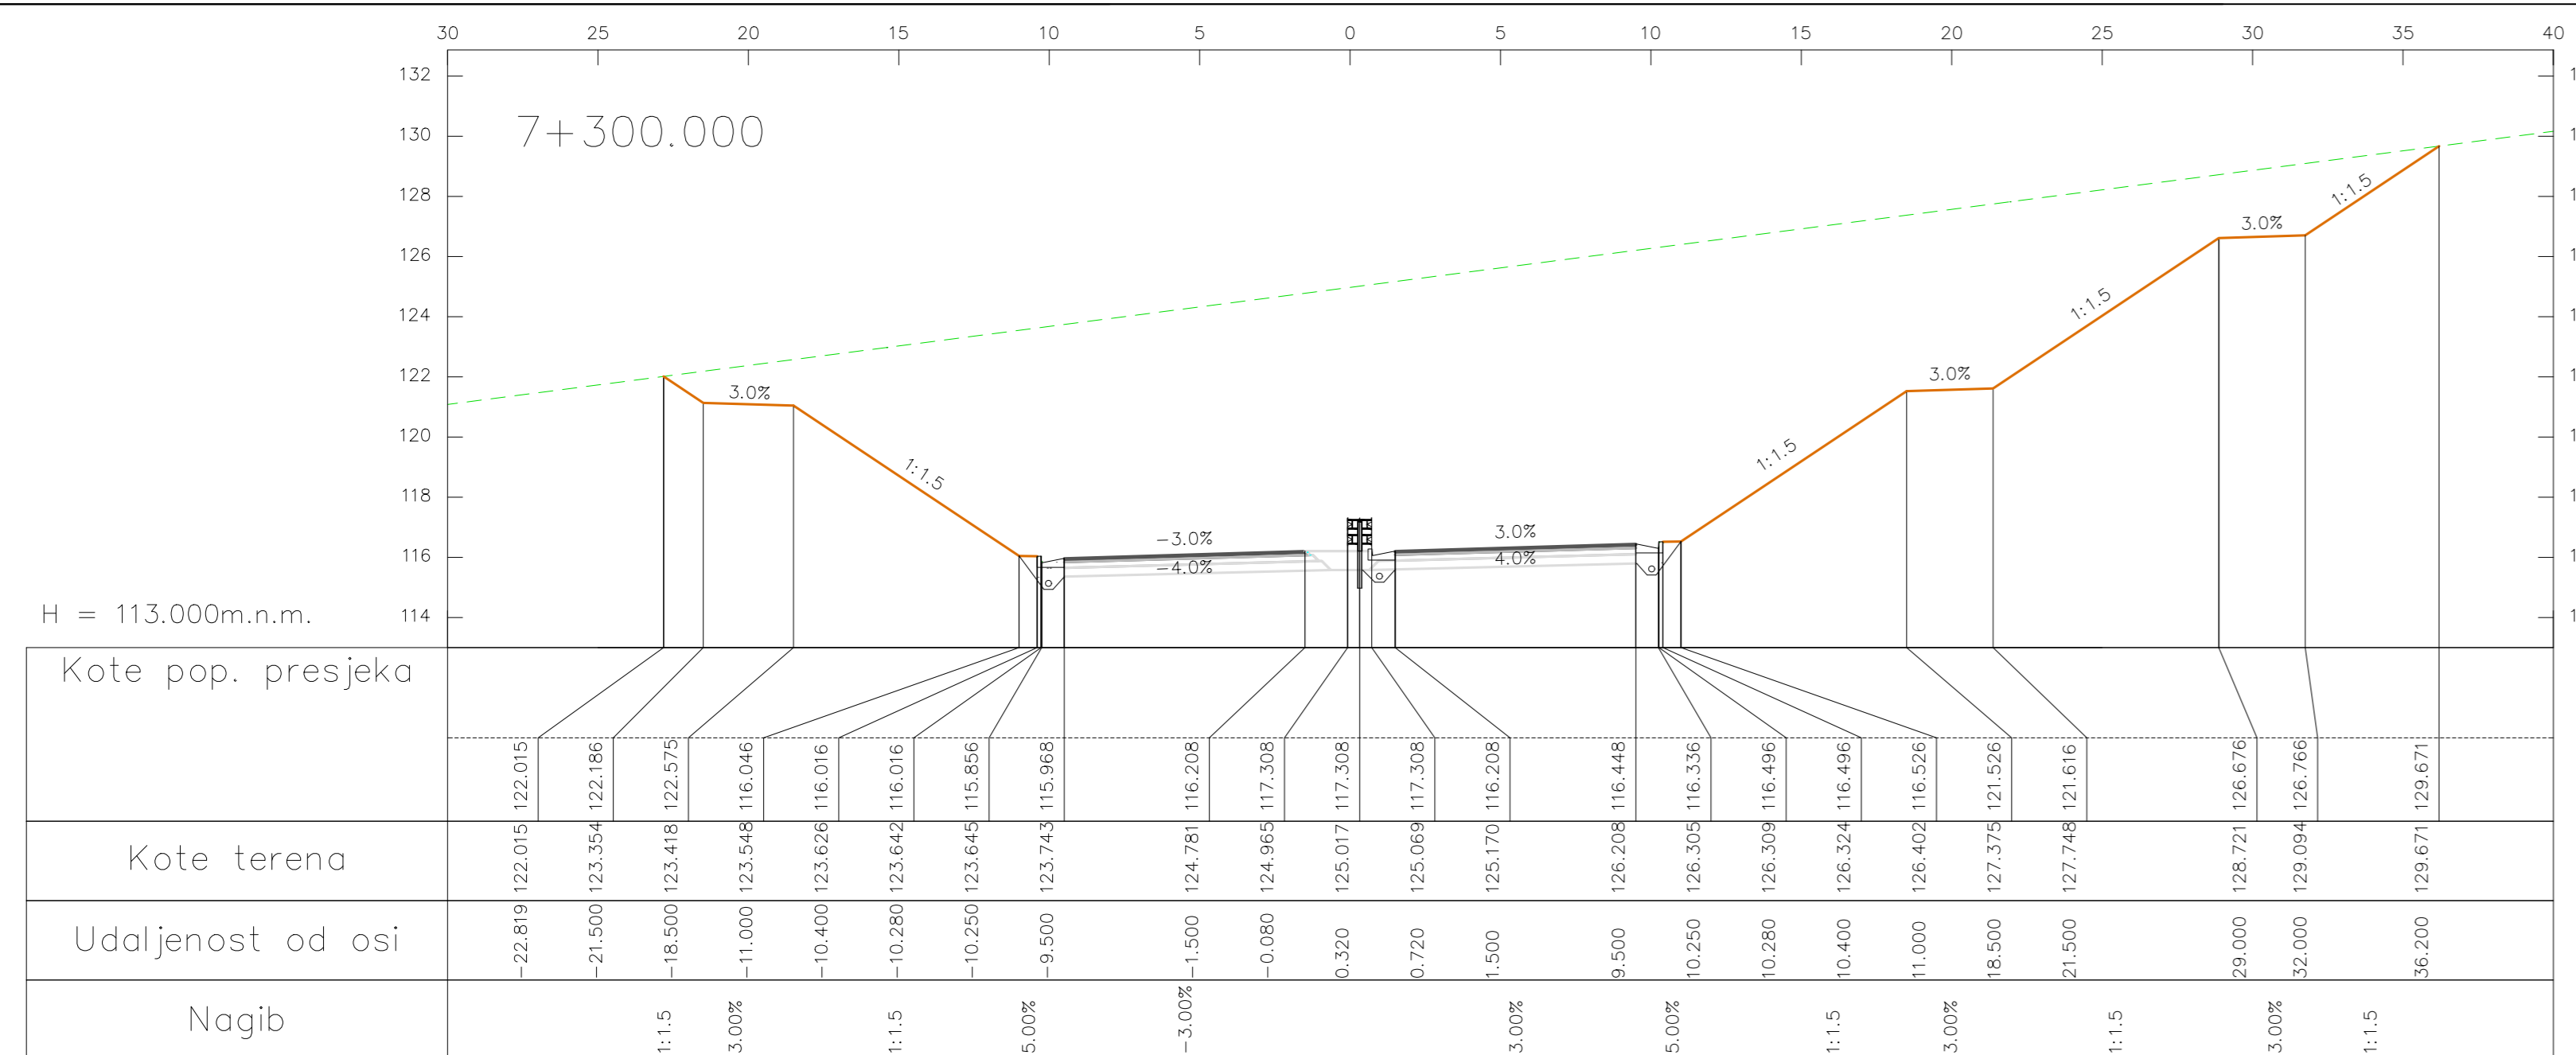 30 25 20 15 10 5 0 5 10 15 20 25 30 35 40
132
7+300.000
130
128
126
124
122
120
118
116
114
1:1.5
3.0%
1:1.5
3.0%
1:1.5
3.0%
1:1.5
3.0%
1:1.5
-3.0%
3.0%
-4.0%
4.0%
H = 113.000m.n.m.
Kote pop. presjeka
122.015 122.186 122.575 116.046 116.016 116.016 115.856 115.968 116.208 117.308 117.308 117.308 116.208 116.448 116.336 116.496 116.496 116.526 121.526 121.616 126.676 126.766 129.671
Kote terena
122.015 123.354 123.418 123.548 123.626 123.642 123.645 123.743 124.781 124.965 125.017 125.069 125.170 126.208 126.305 126.309 126.324 126.402 127.375 127.748 128.721 129.094 129.671
Udaljenost od osi
-22.819 -21.500 -18.500 -11.000 -10.400 -10.280 -10.250 -9.500 -1.500 -0.080 0.320 0.720 1.500 9.500 10.250 10.280 10.400 11.000 18.500 21.500 29.000 32.000 36.200
Nagib
1:1.5 3.00% 1:1.5 5.00% -3.00% 3.00% 5.00% 1:1.5 3.00% 1:1.5 3.00% 1:1.5